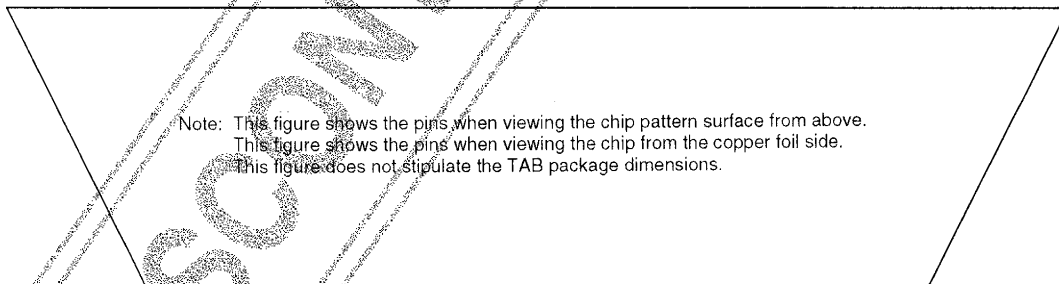 Note: This figure shows the pins when viewing the chip pattern surface from above.
This figure shows the pins when viewing the chip from the copper foil side.
This figure does not stipulate the TAB package dimensions.
SCON